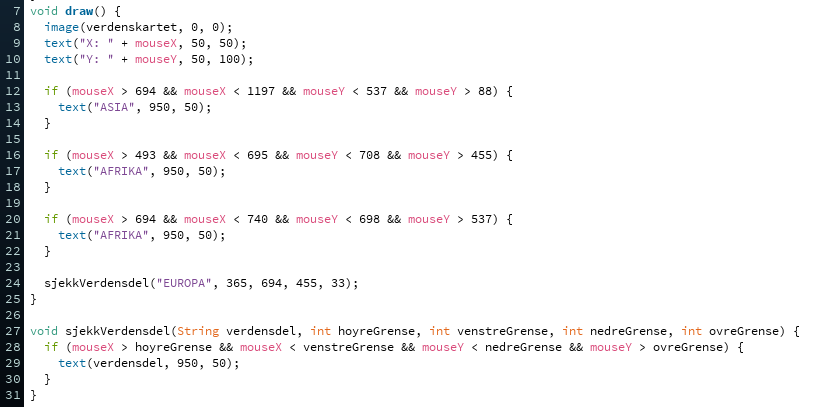 7 void draw() {
8   image(verdenskartet, 0, 0);
9   text("X: " + mouseX, 50, 50);
10   text("Y: " + mouseY, 50, 100);
11
12   if (mouseX > 694 && mouseX < 1197 && mouseY < 537 && mouseY > 88) {
13     text("ASIA", 950, 50);
14   }
15
16   if (mouseX > 493 && mouseX < 695 && mouseY < 708 && mouseY > 455) {
17     text("AFRIKA", 950, 50);
18   }
19
20   if (mouseX > 694 && mouseX < 740 && mouseY < 698 && mouseY > 537) {
21     text("AFRIKA", 950, 50);
22   }
23
24   sjekkVerdensdel("EUROPA", 365, 694, 455, 33);
25 }
26
27 void sjekkVerdensdel(String verdensdel, int hoyreGrense, int venstreGrense, int nedreGrense, int ovreGrense) {
28   if (mouseX > hoyreGrense && mouseX < venstreGrense && mouseY < nedreGrense && mouseY > ovreGrense) {
29     text(verdensdel, 950, 50);
30   }
31 }